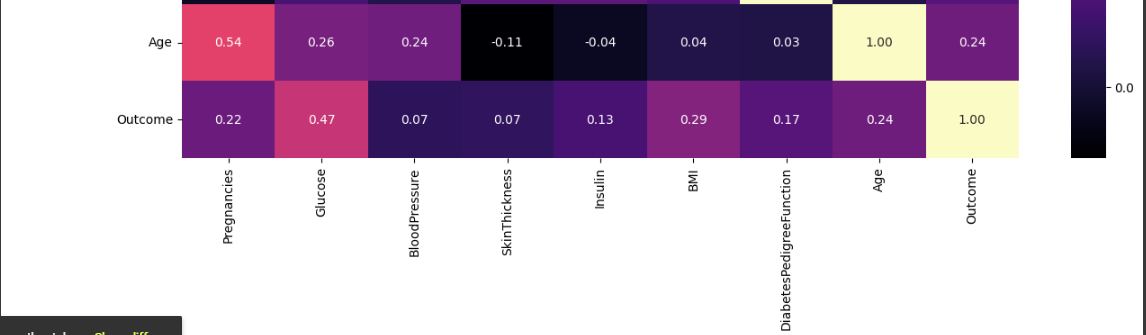 Age 0.54 0.26 0.24 -0.11 -0.04 0.04 0.03 1.00 0.24
0.0
Outcome 0.22 0.47 0.07 0.07 0.13 0.29 0.17 0.24 1.00
Pregnancies
Glucose
BloodPressure
SkinThickness
Insulin
BMI
DiabetesPedigreeFunction
Age
Outcome